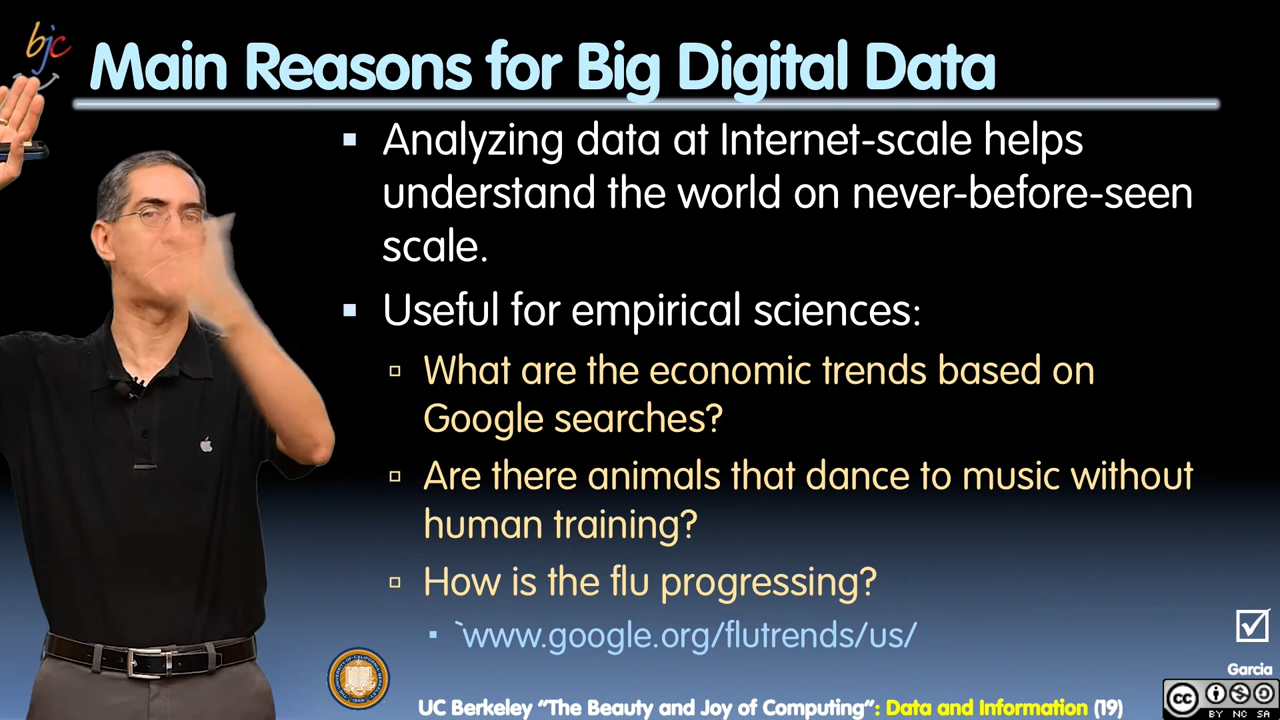 bjc
Main Reasons for Big Digital Data
▪ Analyzing data at Internet-scale helps
understand the world on never-before-seen
scale.
▪ Useful for empirical sciences:
▫ What are the economic trends based on
Google searches?
▫ Are there animals that dance to music without
human training?
▫ How is the flu progressing?
▪ `www.google.org/flutrends/us/
Garcia
UC Berkeley “The Beauty and Joy of Computing“: Data and Information (19)
cc
BY NC SA